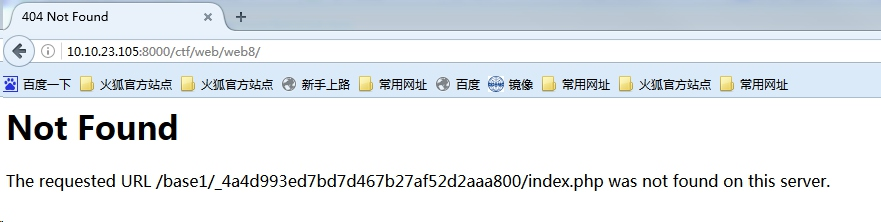 404 Not Found
10.10.23.105:8000/ctf/web/web8/
百度一下 火狐官方站点 火狐官方站点 新手上路 常用网址 百度 镜像 常用网址 火狐官方站点 常用网址
Not Found
The requested URL /base1/_4a4d993ed7bd7d467b27af52d2aaa800/index.php was not found on this server.